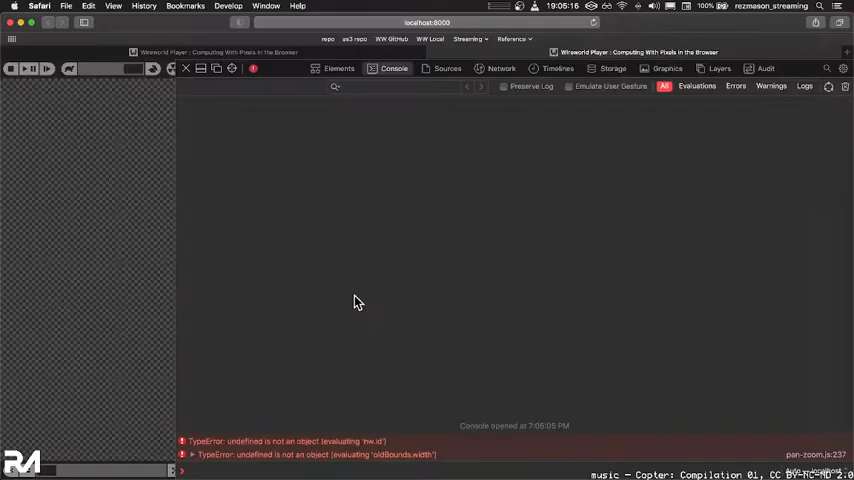 Safari File Edit View History Bookmarks Develop Window Help 19:05:16 100% rezmason_streaming
localhost:8000
repo as3 repo WW GitHub WW Local Streaming Reference
Wireworld Player : Computing With Pixels in the Browser Wireworld Player : Computing With Pixels in the Browser
Elements Console Sources Network Timelines Storage Graphics Layers Audit
Preserve Log Emulate User Gesture All Evaluations Errors Warnings Logs
Console opened at 7:05:05 PM
TypeError: undefined is not an object (evaluating 'nw.id')
TypeError: undefined is not an object (evaluating 'oldBounds.width') pan-zoom.js:237
RM
music — Copter: Compilation 01, CC BY-NC-ND 2.0